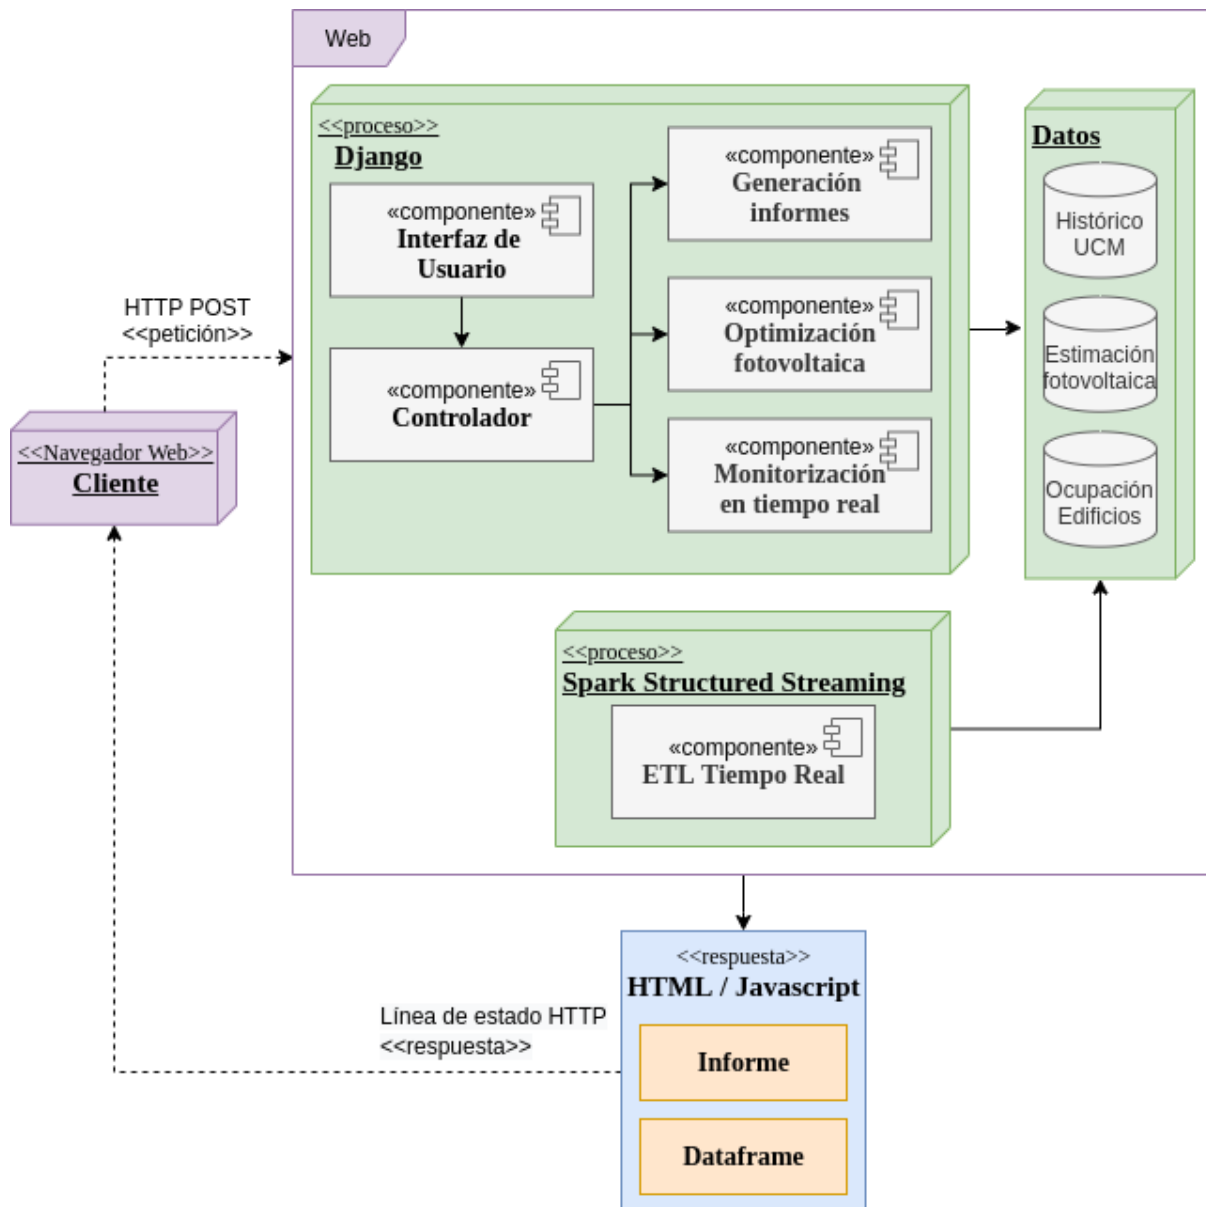 Web
<<proceso>>
Django
«componente»
Interfaz de
Usuario
«componente»
Controlador
«componente»
Generación
informes
«componente»
Optimización
fotovoltaica
«componente»
Monitorización
en tiempo real
Datos
Histórico
UCM
Estimación
fotovoltaica
Ocupación
Edificios
HTTP POST
<<petición>>
<<Navegador Web>>
Cliente
<<proceso>>
Spark Structured Streaming
«componente»
ETL Tiempo Real
<<respuesta>>
HTML / Javascript
Informe
Dataframe
Línea de estado HTTP
<<respuesta>>